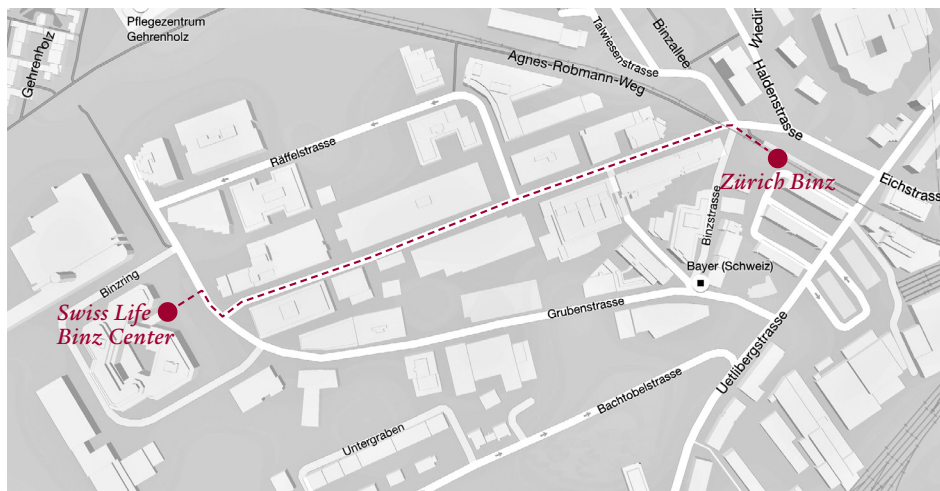 Pflegezentrum
Gehrenholz
Gehrenholz
Talwiesenstrasse
Binzallee
Haldenstrasse
Agnes-Robmann-Weg
Räffelstrasse
Zürich Binz
Eichstrass
Binzstrasse
Bayer (Schweiz)
Binzring
Swiss Life
Binz Center
Grubenstrasse
Uetlibergstrasse
Bachtobelstrasse
Untergraben